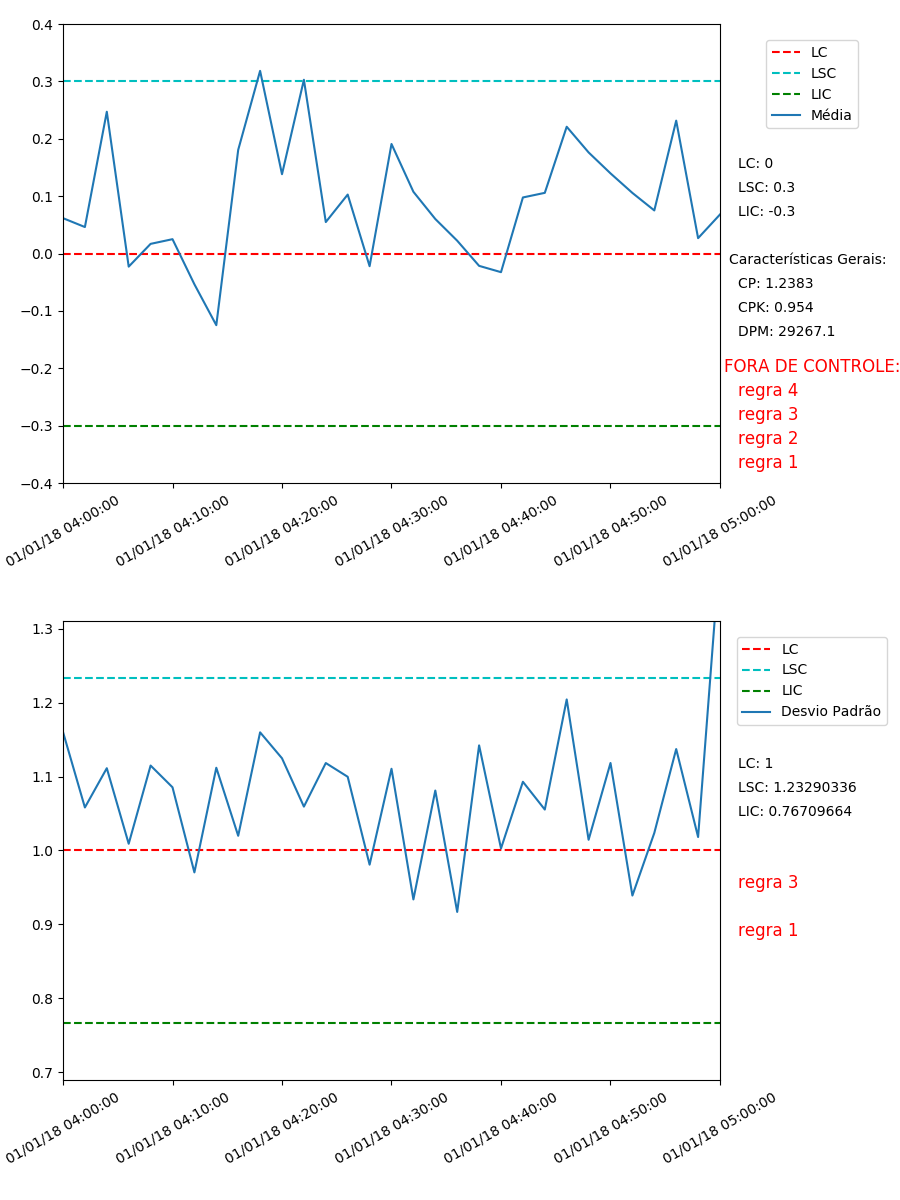 0.4
0.3
0.2
0.1
0.0
−0.1
−0.2
−0.3
−0.4
01/01/18 04:00:00
01/01/18 04:10:00
01/01/18 04:20:00
01/01/18 04:30:00
01/01/18 04:40:00
01/01/18 04:50:00
01/01/18 05:00:00
LC
LSC
LIC
Média
LC: 0
LSC: 0.3
LIC: -0.3
Características Gerais:
CP: 1.2383
CPK: 0.954
DPM: 29267.1
FORA DE CONTROLE:
regra 4
regra 3
regra 2
regra 1
1.3
1.2
1.1
1.0
0.9
0.8
0.7
01/01/18 04:00:00
01/01/18 04:10:00
01/01/18 04:20:00
01/01/18 04:30:00
01/01/18 04:40:00
01/01/18 04:50:00
01/01/18 05:00:00
LC
LSC
LIC
Desvio Padrão
LC: 1
LSC: 1.23290336
LIC: 0.76709664
regra 3
regra 1